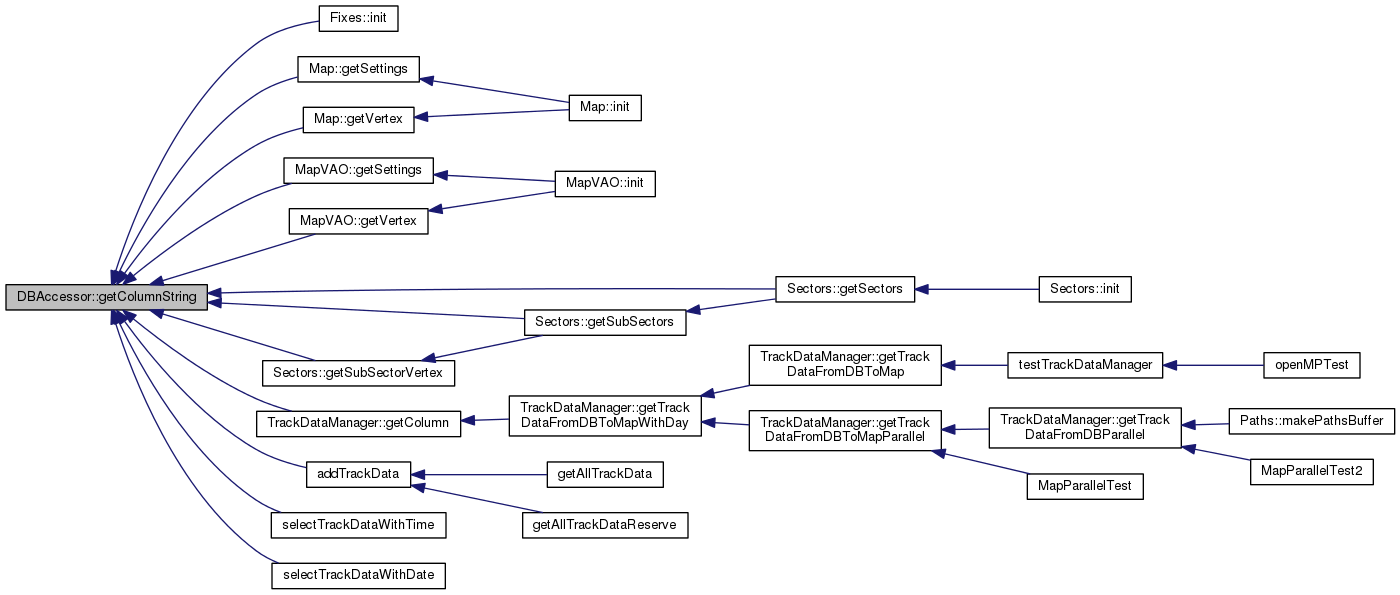 Fixes::init
Map::getSettings
Map::init
Map::getVertex
MapVAO::getSettings
MapVAO::init
MapVAO::getVertex
DBAccessor::getColumnString
Sectors::getSectors
Sectors::init
Sectors::getSubSectors
Sectors::getSubSectorVertex
TrackDataManager::getTrack
DataFromDBToMap
testTrackDataManager
openMPTest
TrackDataManager::getColumn
TrackDataManager::getTrack
DataFromDBToMapWithDay
TrackDataManager::getTrack
DataFromDBToMapParallel
TrackDataManager::getTrack
DataFromDBParallel
Paths::makePathsBuffer
MapParallelTest2
MapParallelTest
addTrackData
getAllTrackData
getAllTrackDataReserve
selectTrackDataWithTime
selectTrackDataWithDate